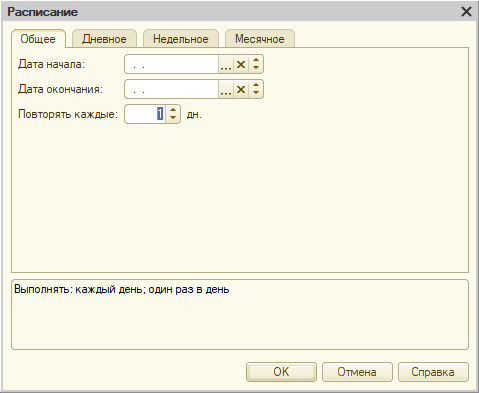 Расписание
Общее Дневное Недельное Месячное
Дата начала: . . ...
Дата окончания: . . ...
Повторять каждые: 1 дн.
Выполнять: каждый день; один раз в день
OK Отмена Справка